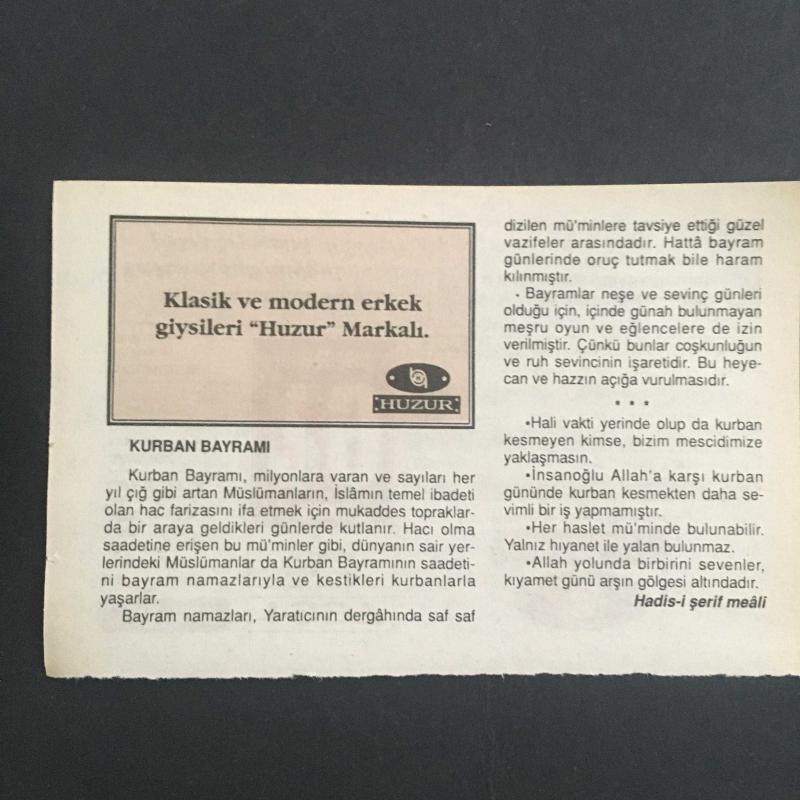 Klasik ve modern erkek
giysileri “Huzur” Markalı.
HUZUR
KURBAN BAYRAMI
Kurban Bayramı, milyonlara varan ve sayıları her
yıl çığ gibi artan Müslümanların, İslâmın temel ibadeti
olan hac farizasını ifa etmek için mukaddes topraklar-
da bir araya geldikleri günlerde kutlanır. Hacı olma
saadetine erişen bu mü'minler gibi, dünyanın sair yer-
lerindeki Müslümanlar da Kurban Bayramının saadeti-
ni bayram namazlarıyla ve kestikleri kurbanlarla
yaşarlar.
Bayram namazları, Yaratıcının dergâhında saf saf
dizilen mü'minlere tavsiye ettiği güzel
vazifeler arasındadır. Hattâ bayram
günlerinde oruç tutmak bile haram
kılınmıştır.
Bayramlar neşe ve sevinç günleri
olduğu için, içinde günah bulunmayan
meşru oyun ve eğlencelere de izin
verilmiştir. Çünkü bunlar coşkunluğun
ve ruh sevincinin işaretidir. Bu heye-
can ve hazzın açığa vurulmasıdır.
* * *
•Hali vakti yerinde olup da kurban
kesmeyen kimse, bizim mescidimize
yaklaşmasın.
•İnsanoğlu Allah'a karşı kurban
gününde kurban kesmekten daha se-
vimli bir iş yapmamıştır.
•Her haslet mü'minde bulunabilir.
Yalnız hıyanet ile yalan bulunmaz.
•Allah yolunda birbirini sevenler,
kıyamet günü arşın gölgesi altındadır.
Hadis-i şerif meâli